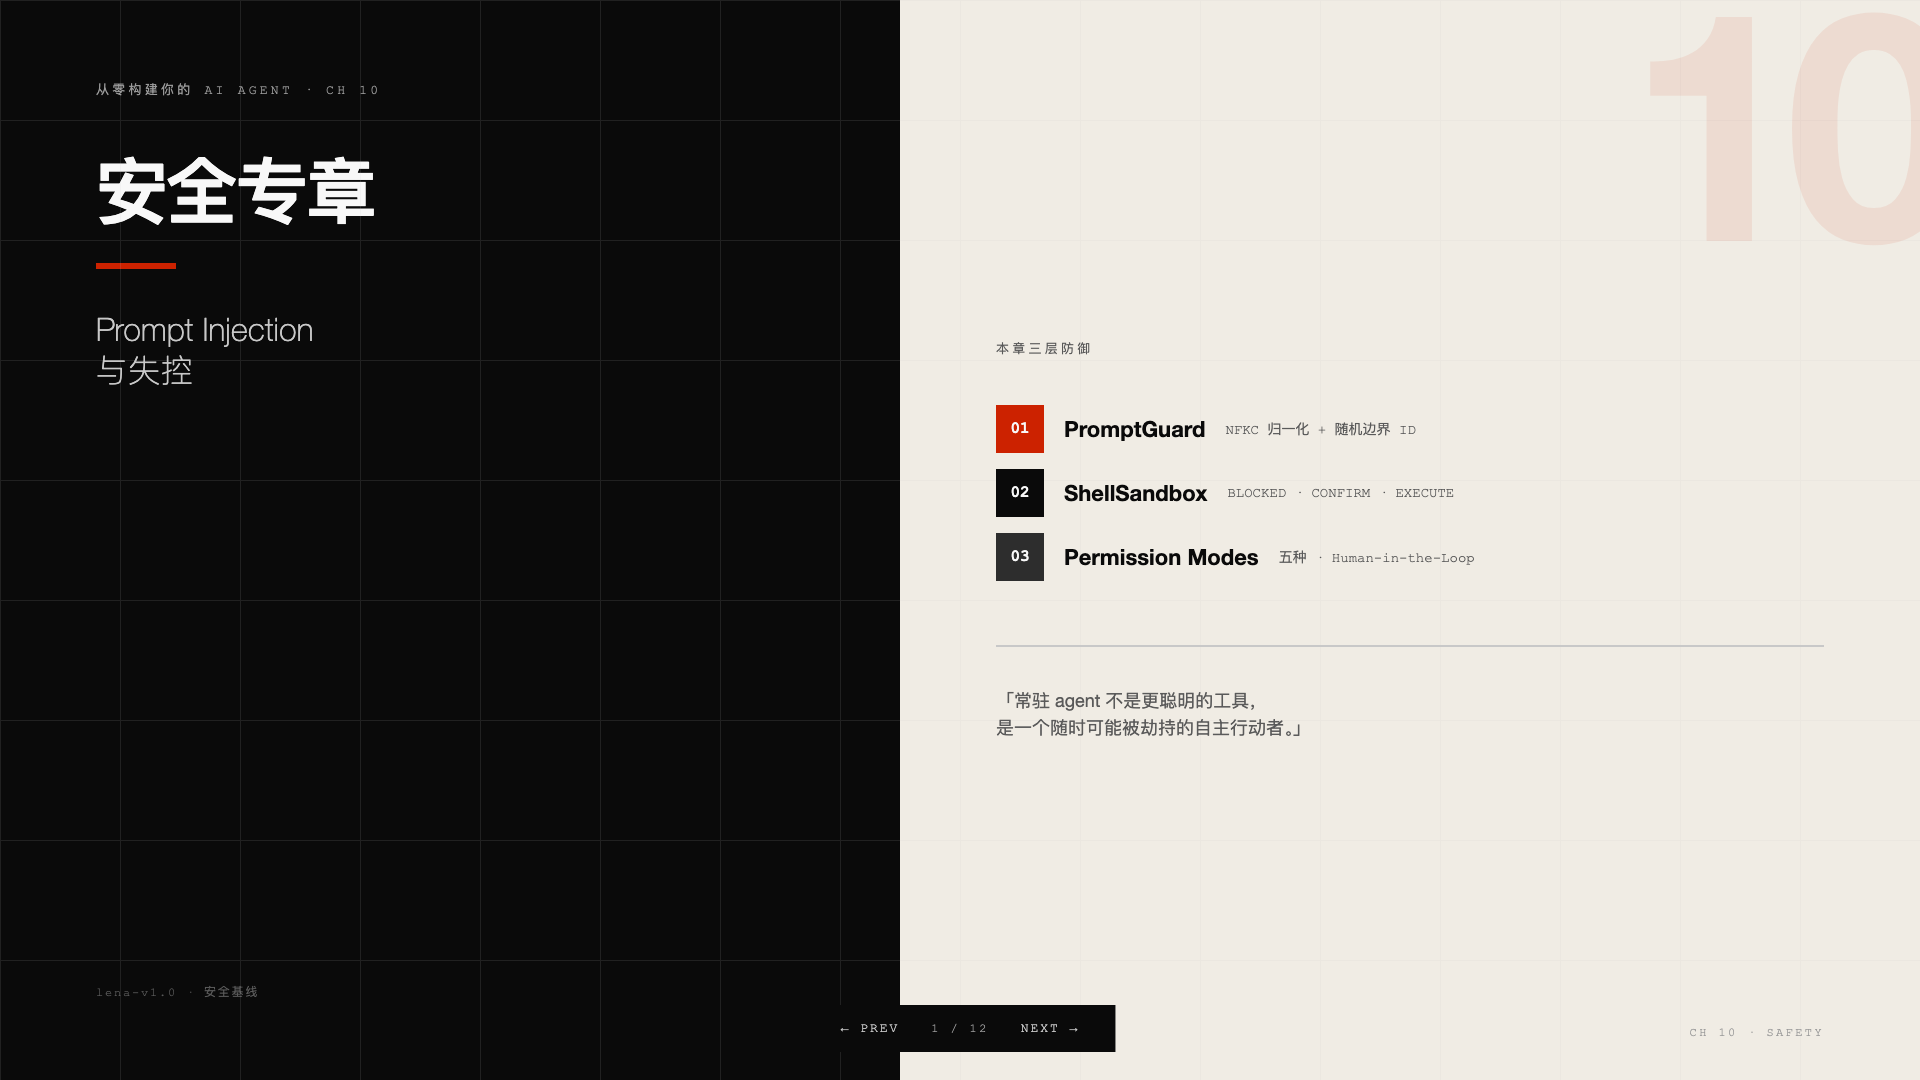 从零构建你的 AI AGENT · CH 10
安全专章
Prompt Injection
与失控
lena-v1.0 · 安全基线
10
本章三层防御
01 PromptGuard NFKC 归一化 + 随机边界 ID
02 ShellSandbox BLOCKED · CONFIRM · EXECUTE
03 Permission Modes 五种 · Human-in-the-Loop
「常驻 agent 不是更聪明的工具，
是一个随时可能被劫持的自主行动者。」
← PREV 1 / 12 NEXT →
CH 10 · SAFETY